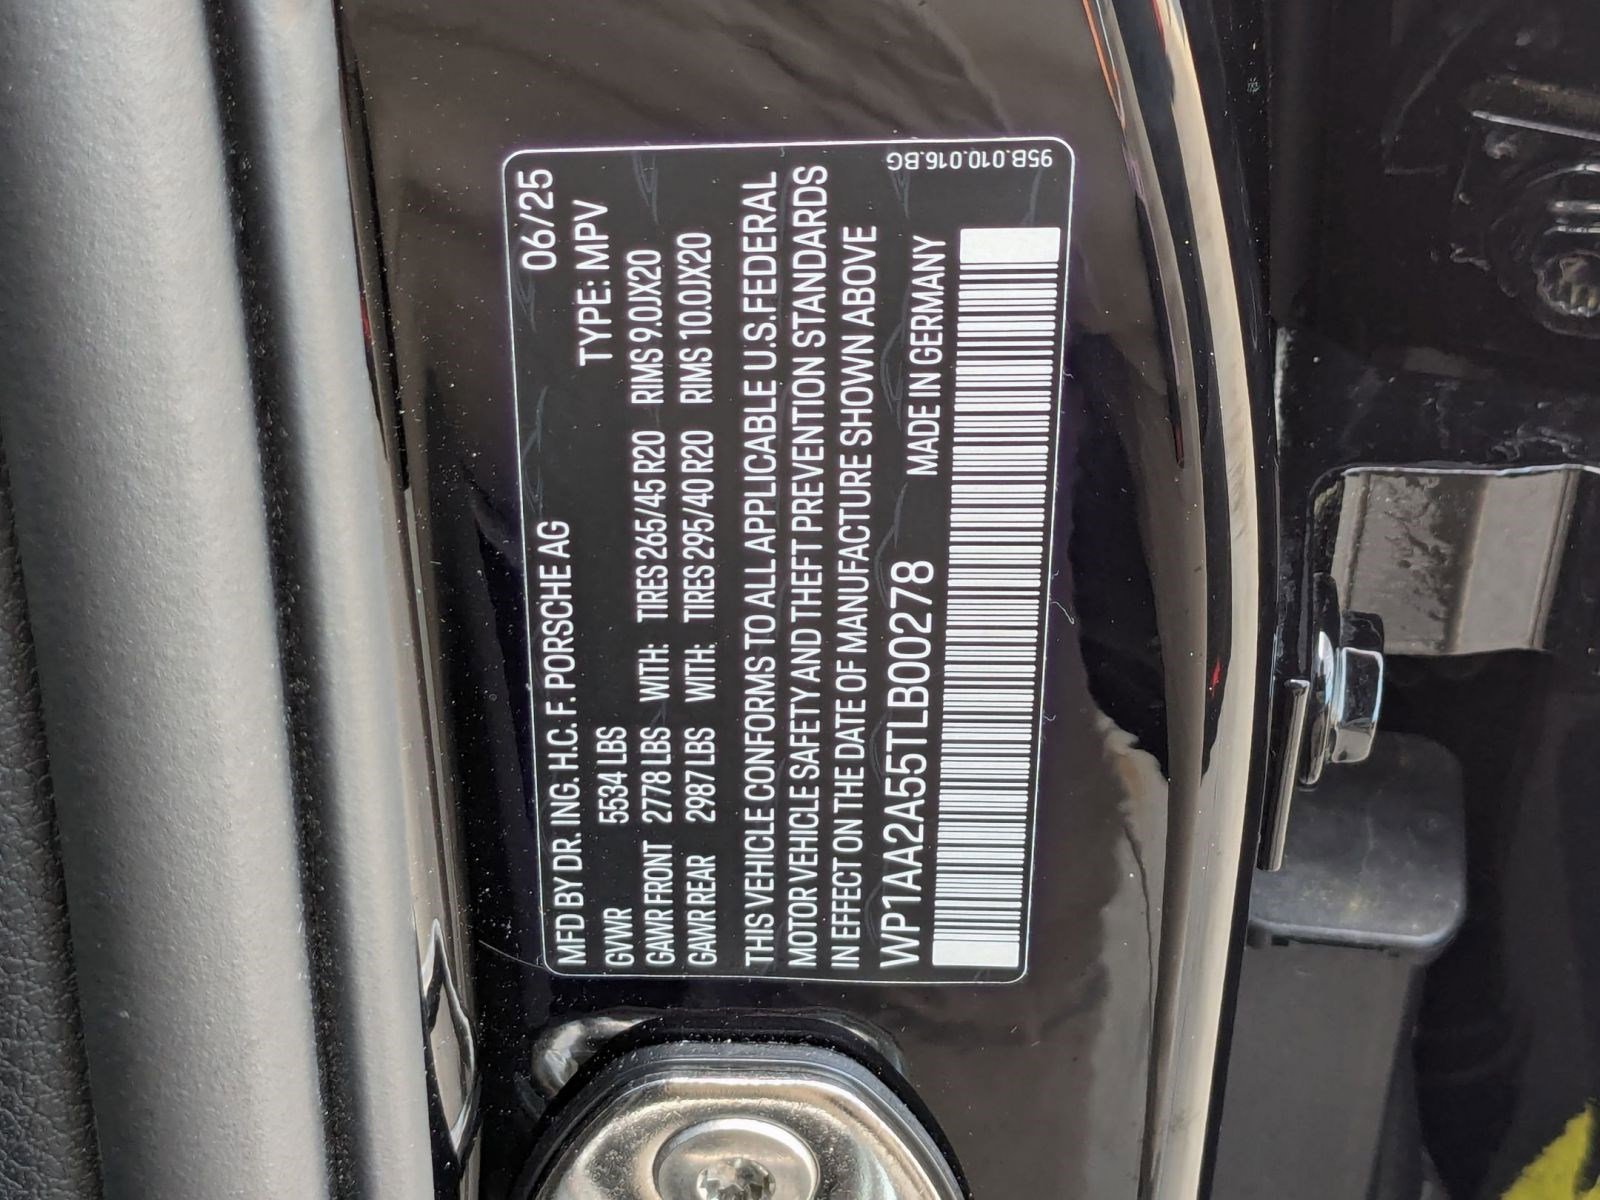 MFD BY DR. ING. H.C. F. PORSCHE AG 06/25
GVWR 5534 LBS TYPE: MPV
GAWR FRONT 2778 LBS WITH: TIRES 265/45 R20 RIMS 9.0JX20
GAWR REAR 2987 LBS WITH: TIRES 295/40 R20 RIMS 10.0JX20
THIS VEHICLE CONFORMS TO ALL APPLICABLE U.S.FEDERAL
MOTOR VEHICLE SAFETY AND THEFT PREVENTION STANDARDS
IN EFFECT ON THE DATE OF MANUFACTURE SHOWN ABOVE
WP1AA2A55TLB00278 MADE IN GERMANY
95B.010.016.BG